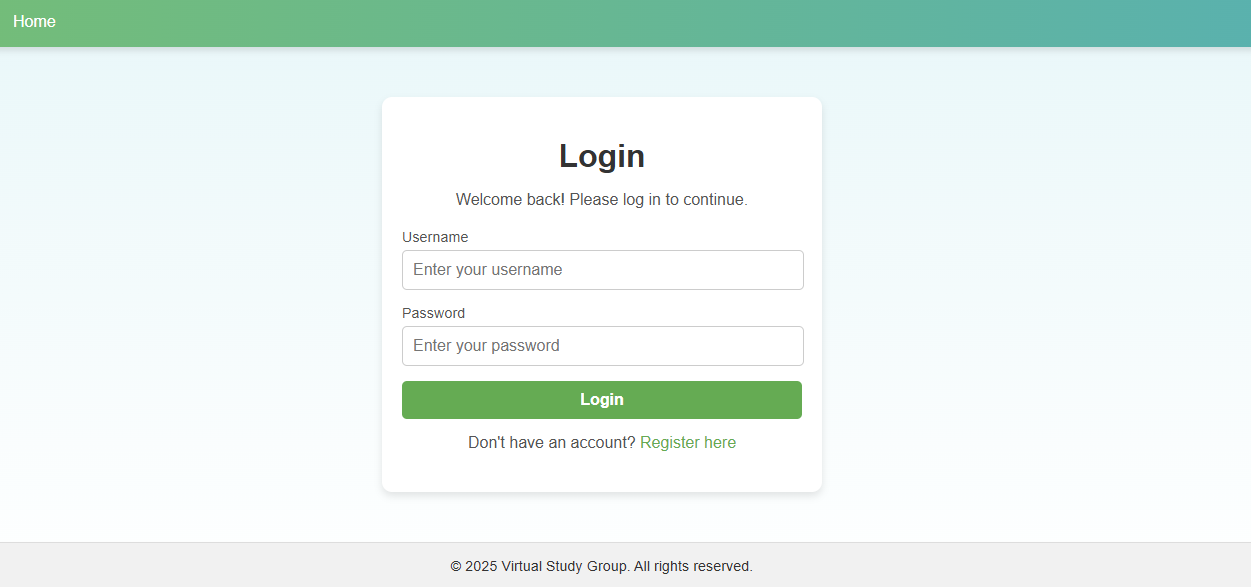 Home
Login
Welcome back! Please log in to continue.
Username
Enter your username
Password
Enter your password
Login
Don't have an account? Register here
© 2025 Virtual Study Group. All rights reserved.